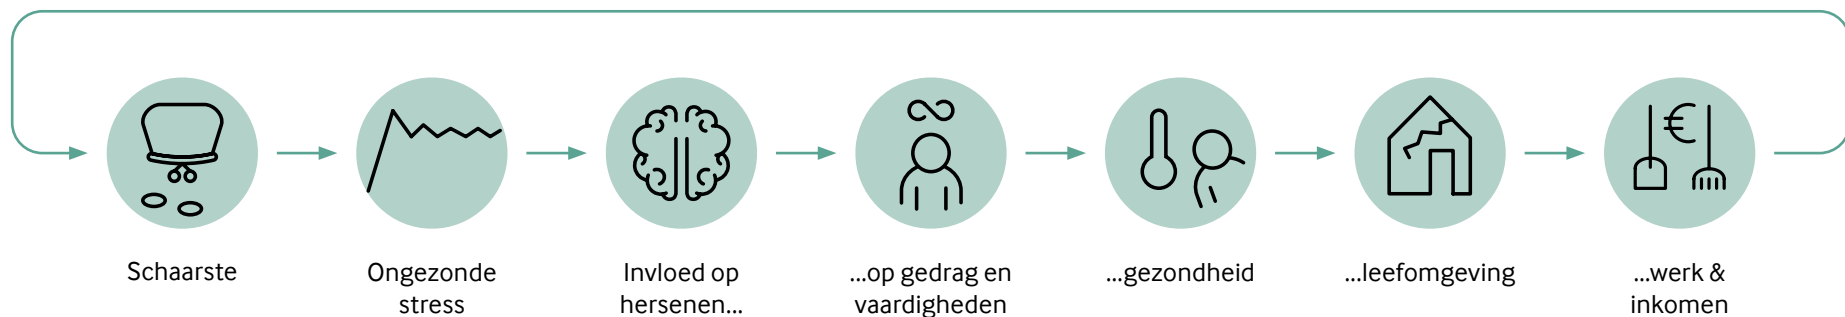 Schaarste
Ongezonde
stress
Invloed op
hersenen...
...op gedrag en
vaardigheden
...gezondheid
...leefomgeving
...werk &
inkomen